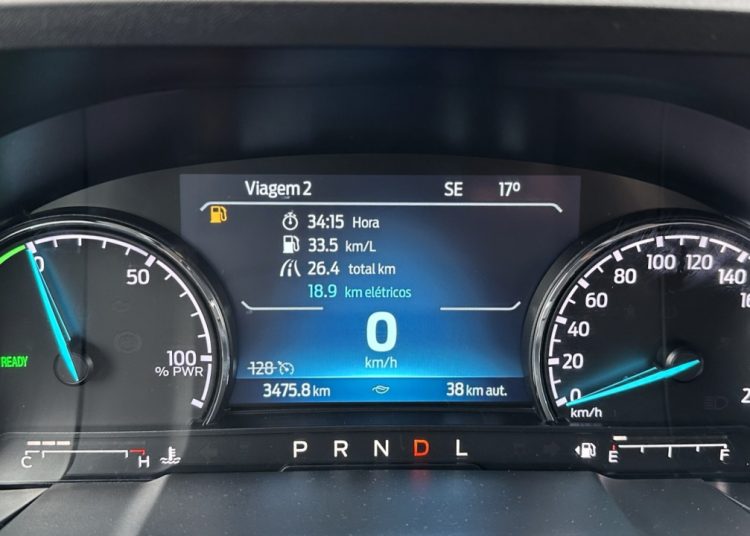 Viagem 2 SE 17°
34:15 Hora
33.5 km/L
26.4 total km
18.9 km elétricos
0
km/h
128
3475.8 km 38 km aut.
0 50 100
% PWR
READY
0 20 40 60 80 100 120 140
km/h
C H
P R N D L
E F